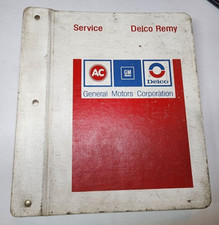 Service Delco Remy
AC GM Delco
General Motors Corporation